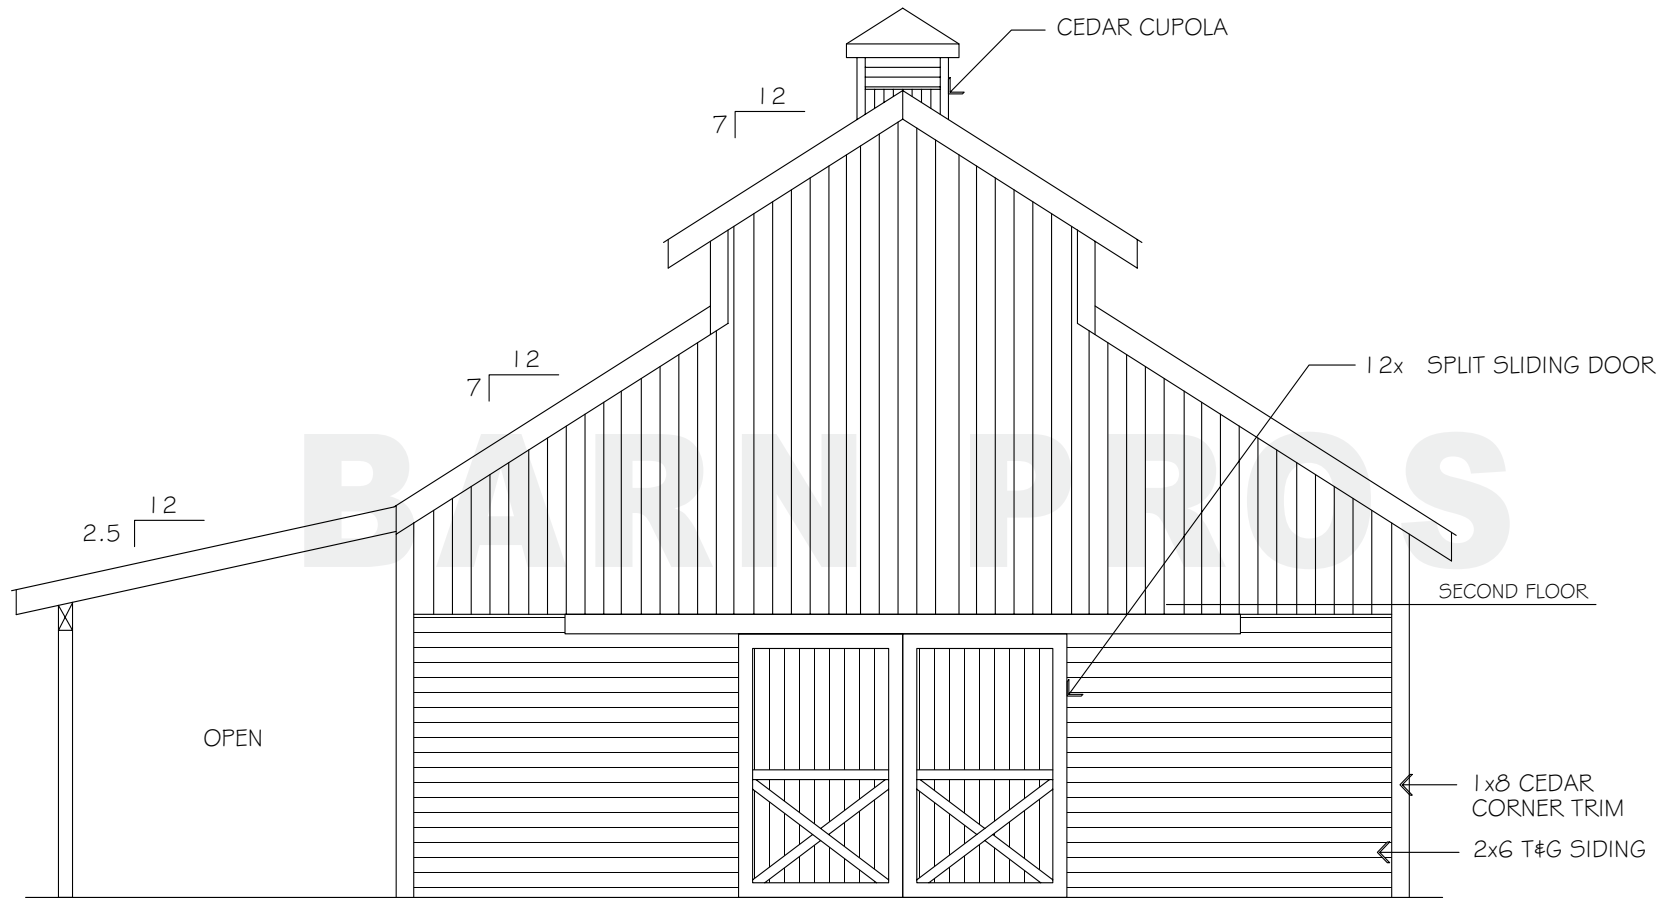 CEDAR CUPOLA
12
7
12
7
12x SPLIT SLIDING DOOR
BARN PROS
12
2.5
SECOND FLOOR
OPEN
1x8 CEDAR
CORNER TRIM
2x6 T&G SIDING